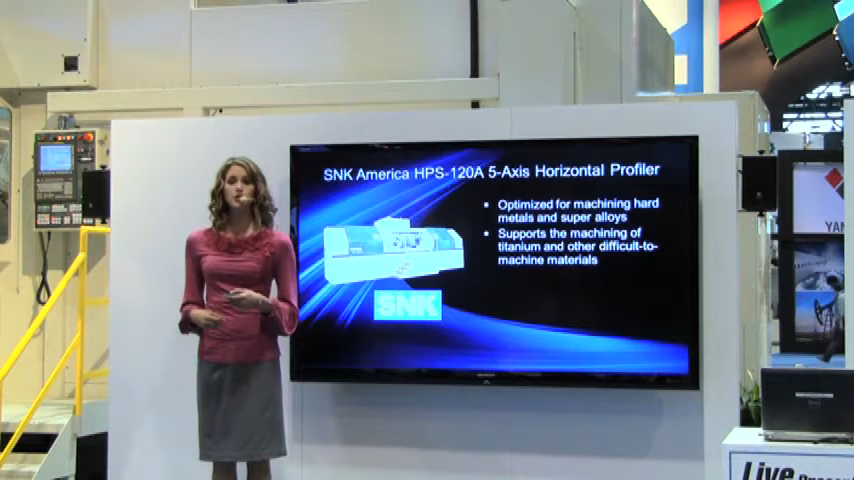 SNK America HPS-120A 5-Axis Horizontal Profiler
• Optimized for machining hard
metals and super alloys
• Supports the machining of
titanium and other difficult-to-
machine materials
SNK
YAN
Live